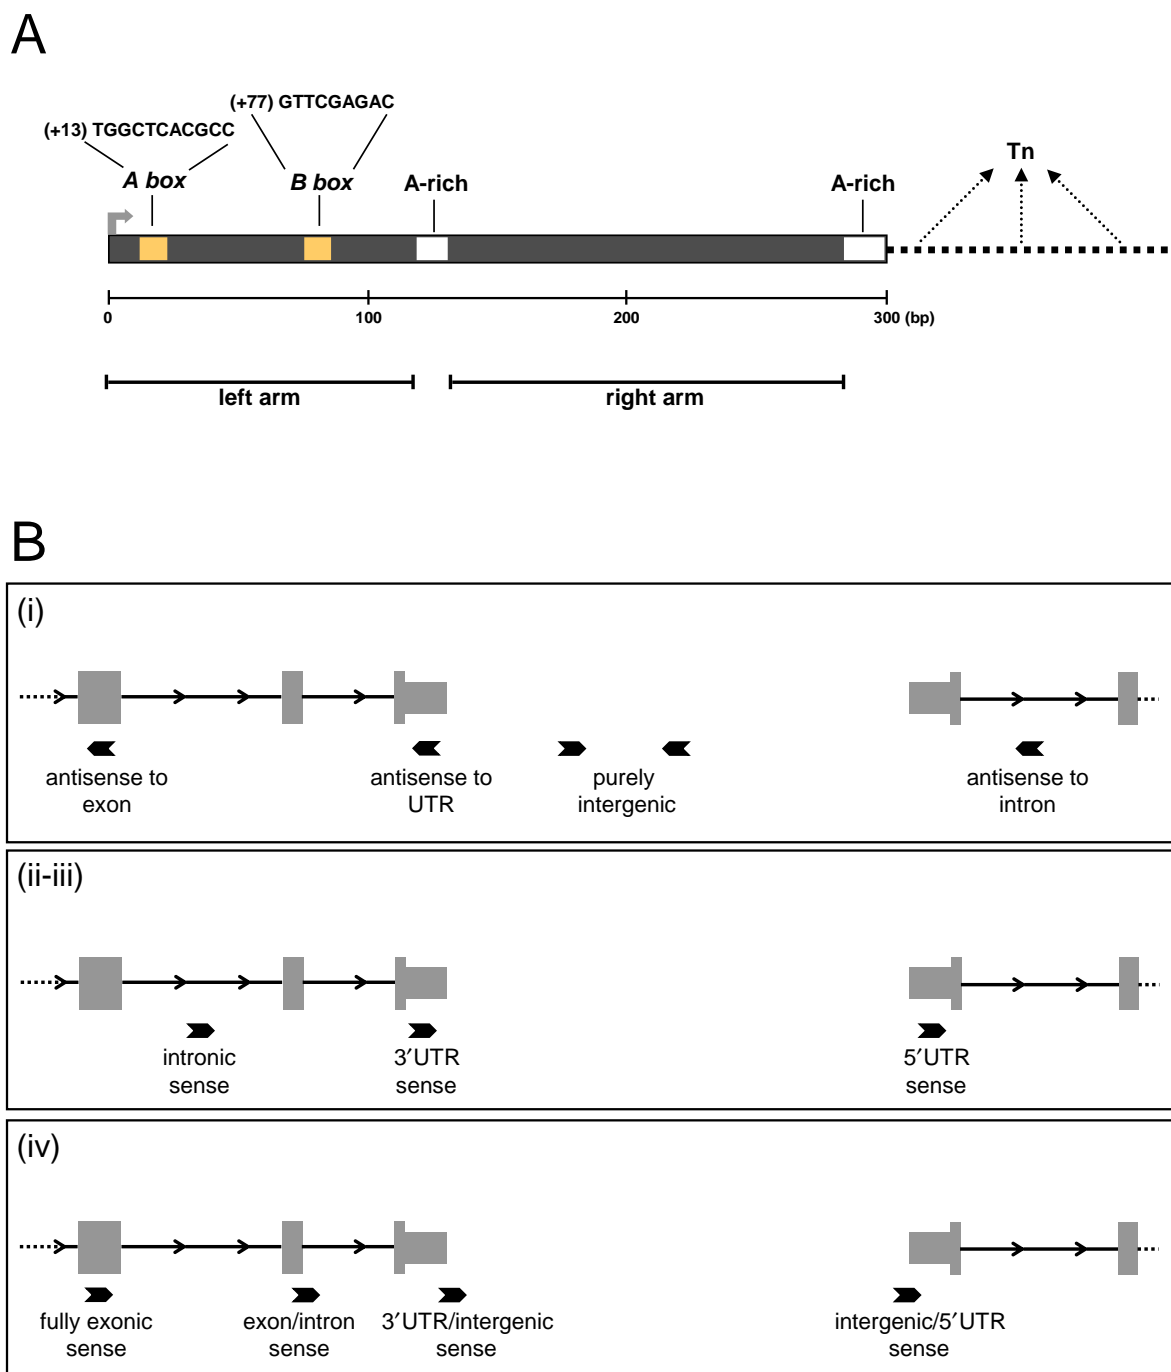 A
(+77) GTTCGAGAC
(+13) TGGCTCACGCC
Tn
A box
B box
A-rich
A-rich
0
100
200
300 (bp)
left arm
right arm
B
(i)
antisense to
exon
antisense to
UTR
purely
intergenic
antisense to
intron
(ii-iii)
intronic
sense
3′UTR
sense
5′UTR
sense
(iv)
fully exonic
sense
exon/intron
sense
3′UTR/intergenic
sense
intergenic/5′UTR
sense